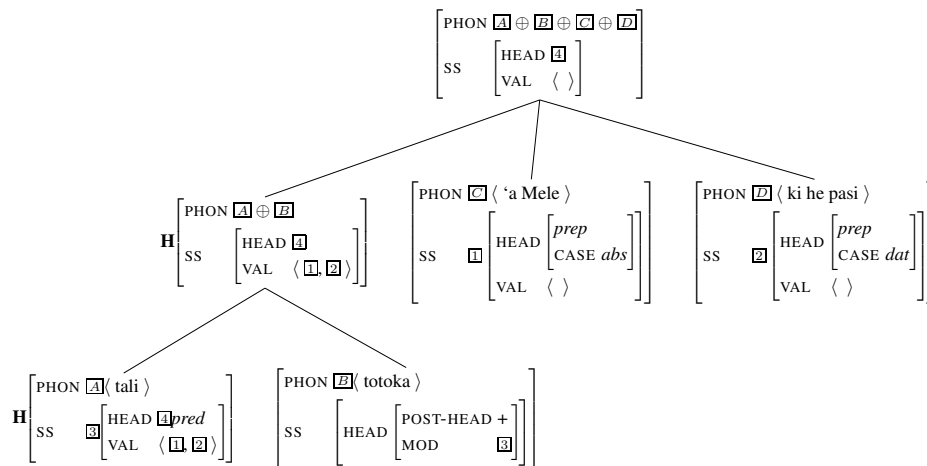 PHON A ⊕ B ⊕ C ⊕ D
SS HEAD 4
VAL ⟨ ⟩
H PHON A ⊕ B
SS HEAD 4
VAL ⟨ 1, 2 ⟩
PHON C ⟨ ‘a Mele ⟩
SS 1 HEAD prep
CASE abs
VAL ⟨ ⟩
PHON D ⟨ ki he pasi ⟩
SS 2 HEAD prep
CASE dat
VAL ⟨ ⟩
H PHON A ⟨ tali ⟩
SS 3 HEAD 4 pred
VAL ⟨ 1, 2 ⟩
PHON B ⟨ totoka ⟩
SS HEAD POST-HEAD +
MOD 3